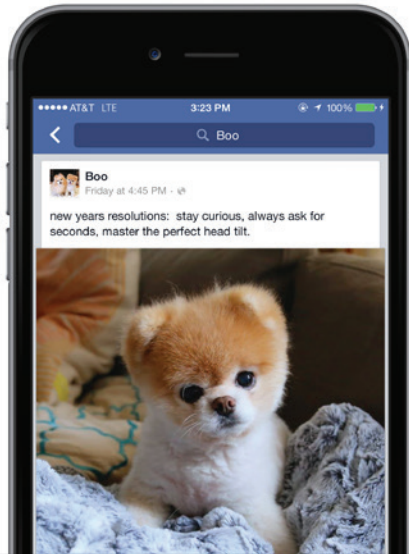 AT&T LTE 3:23 PM 100%
Boo
Boo
Friday at 4:45 PM
new years resolutions: stay curious, always ask for
seconds, master the perfect head tilt.